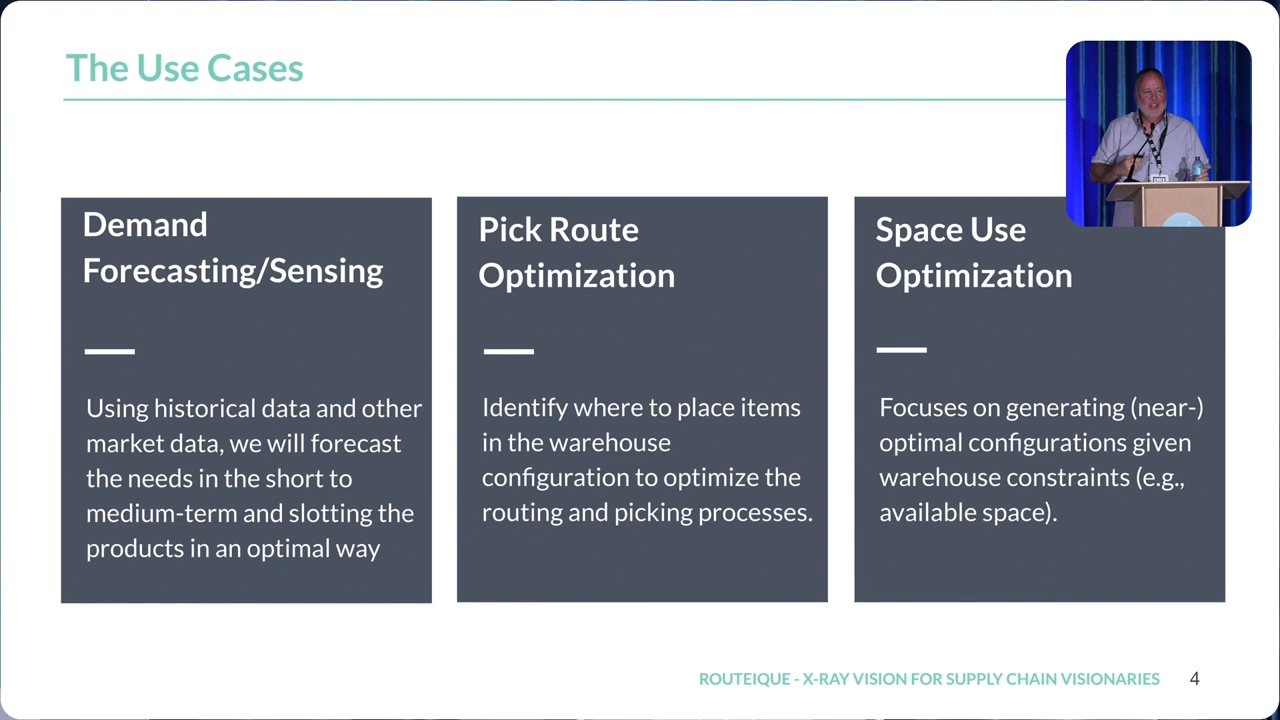 The Use Cases
Demand
Forecasting/Sensing
Using historical data and other
market data, we will forecast
the needs in the short to
medium-term and slotting the
products in an optimal way
Pick Route
Optimization
Identify where to place items
in the warehouse
configuration to optimize the
routing and picking processes.
Space Use
Optimization
Focuses on generating (near-)
optimal configurations given
warehouse constraints (e.g.,
available space).
ROUTEIQUE - X-RAY VISION FOR SUPPLY CHAIN VISIONARIES 4